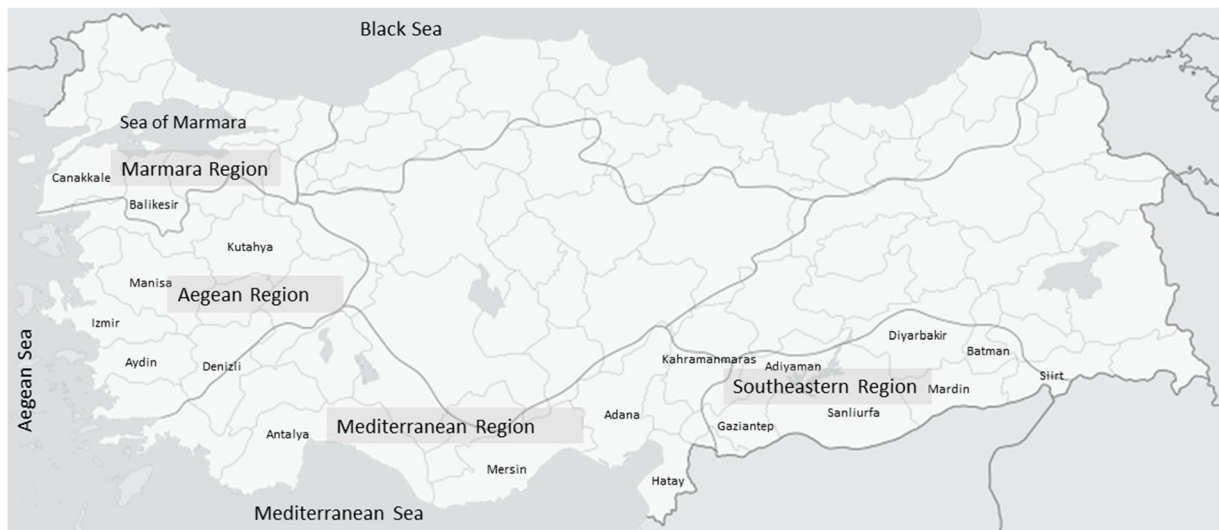 Black Sea
Sea of Marmara
Marmara Region
Canakkale
Balikesir
Kutahya
Manisa
Aegean Region
Izmir
Aydin
Denizli
Aegean Sea
Diyarbakir
Batman
Kahramanmaras
Adiyaman
Siirt
Southeastern Region
Mardin
Sanliurfa
Adana
Gaziantep
Mediterranean Region
Antalya
Mersin
Hatay
Mediterranean Sea